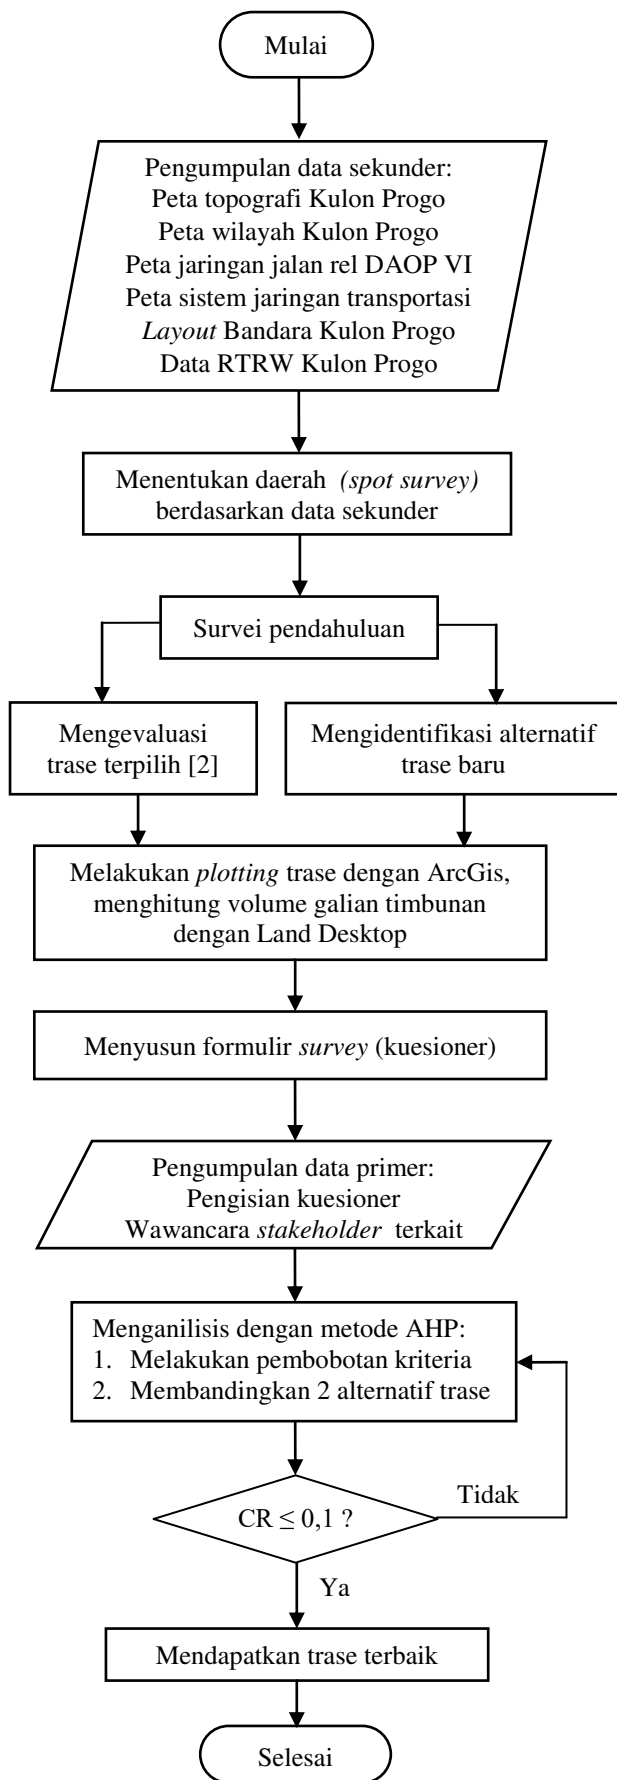 Mulai
Pengumpulan data sekunder:
Peta topografi Kulon Progo
Peta wilayah Kulon Progo
Peta jaringan jalan rel DAOP VI
Peta sistem jaringan transportasi
Layout Bandara Kulon Progo
Data RTRW Kulon Progo
Menentukan daerah (spot survey)
berdasarkan data sekunder
Survei pendahuluan
Mengevaluasi
trase terpilih [2]
Mengidentifikasi alternatif
trase baru
Melakukan plotting trase dengan ArcGis,
menghitung volume galian timbunan
dengan Land Desktop
Menyusun formulir survey (kuesioner)
Pengumpulan data primer:
Pengisian kuesioner
Wawancara stakeholder terkait
Menganilisis dengan metode AHP:
1. Melakukan pembobotan kriteria
2. Membandingkan 2 alternatif trase
CR ≤ 0,1 ?
Tidak
Ya
Mendapatkan trase terbaik
Selesai